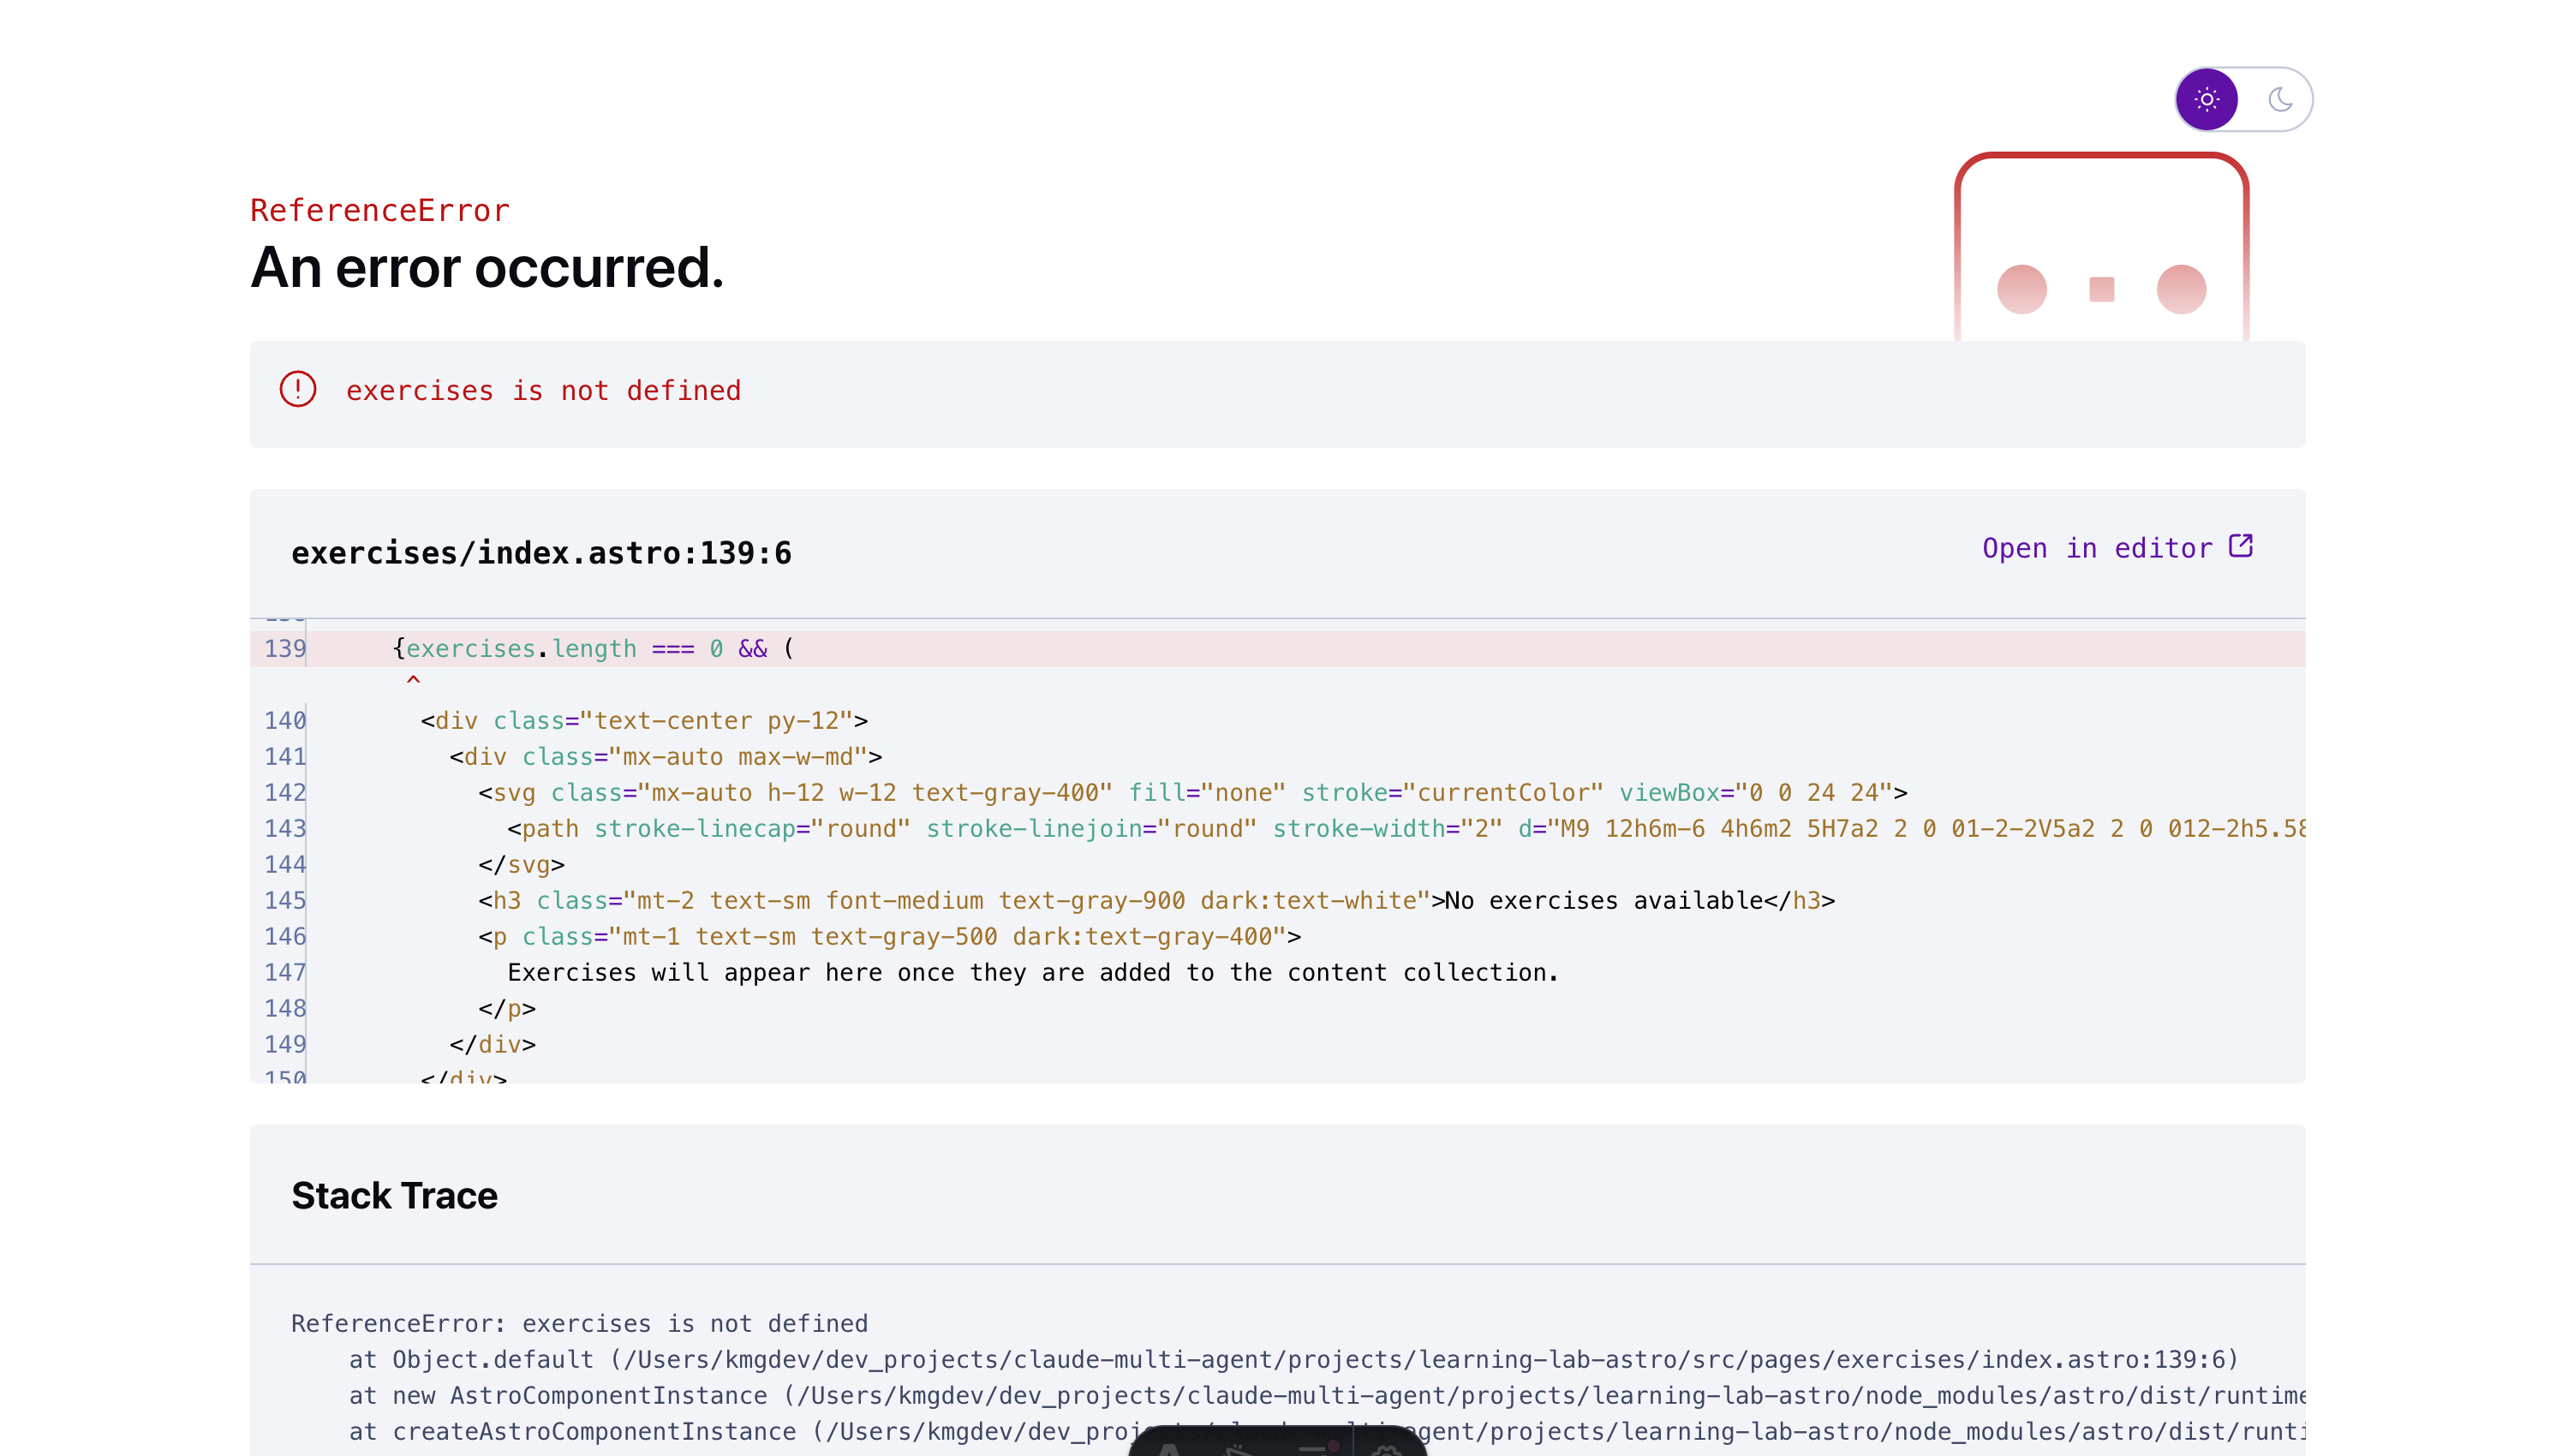 ReferenceError
An error occurred.
exercises is not defined
exercises/index.astro:139:6
Open in editor
139 {exercises.length === 0 && (
^
140 <div class="text-center py-12">
141 <div class="mx-auto max-w-md">
142 <svg class="mx-auto h-12 w-12 text-gray-400" fill="none" stroke="currentColor" viewBox="0 0 24 24">
143 <path stroke-linecap="round" stroke-linejoin="round" stroke-width="2" d="M9 12h6m-6 4h6m2 5H7a2 2 0 01-2-2V5a2 2 0 012-2h5.58
144 </svg>
145 <h3 class="mt-2 text-sm font-medium text-gray-900 dark:text-white">No exercises available</h3>
146 <p class="mt-1 text-sm text-gray-500 dark:text-gray-400">
147 Exercises will appear here once they are added to the content collection.
148 </p>
149 </div>
150 </div>
Stack Trace
ReferenceError: exercises is not defined
at Object.default (/Users/kmgdev/dev_projects/claude-multi-agent/projects/learning-lab-astro/src/pages/exercises/index.astro:139:6)
at new AstroComponentInstance (/Users/kmgdev/dev_projects/claude-multi-agent/projects/learning-lab-astro/node_modules/astro/dist/runtime
at createAstroComponentInstance (/Users/kmgdev/dev_projects/claude-multi-agent/projects/learning-lab-astro/node_modules/astro/dist/runti